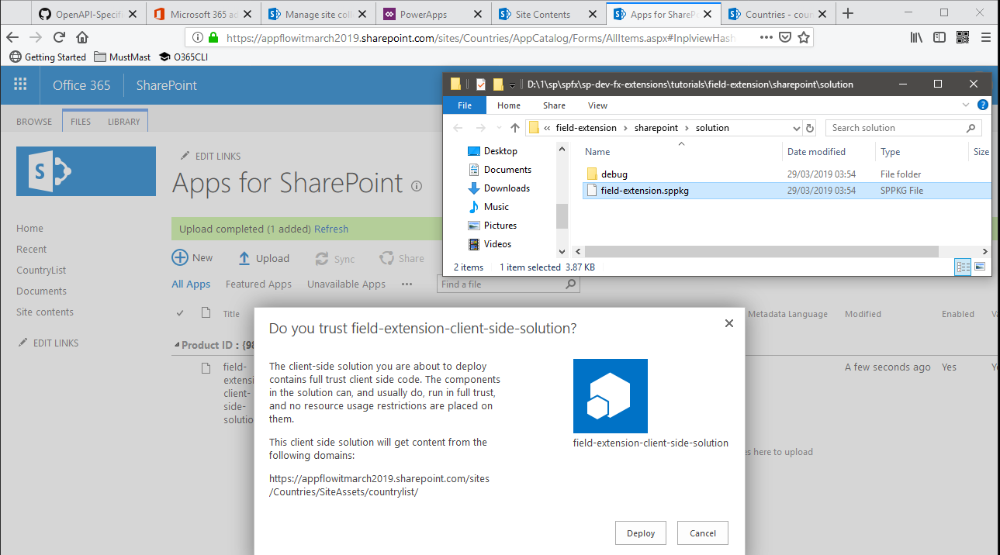 OpenAPI-Specifi
Microsoft 365 ad
Manage site colle
PowerApps
Site Contents
Apps for SharePo
Countries - coun
https://appflowitmarch2019.sharepoint.com/sites/Countries/AppCatalog/Forms/AllItems.aspx#InplviewHash
Getting Started
MustMast
O365CLI
Office 365
SharePoint
D:\1\sp\spfx\sp-dev-fx-extensions\tutorials\field-extension\sharepoint\solution
File
Home
Share
View
« field-extension › sharepoint › solution
Search solution
Desktop
Documents
Downloads
Music
Pictures
Videos
Name
Date modified
Type
Size
debug
29/03/2019 03:54
File folder
field-extension.sppkg
29/03/2019 03:54
SPPKG File
2 items
1 item selected 3.87 KB
BROWSE
FILES
LIBRARY
EDIT LINKS
Apps for SharePoint
Home
Recent
CountryList
Documents
Site contents
EDIT LINKS
Upload completed (1 added) Refresh
New
Upload
Sync
Share
All Apps
Featured Apps
Unavailable Apps
Find a file
Title
Metadata Language
Modified
Enabled
Product ID : {98
field-
extensi
client-
side-
solutio
A few seconds ago
Yes
es here to upload
Do you trust field-extension-client-side-solution?
The client-side solution you are about to deploy
contains full trust client side code. The components
in the solution can, and usually do, run in full trust,
and no resource usage restrictions are placed on
them.
This client side solution will get content from the
following domains:
https://appflowitmarch2019.sharepoint.com/sites
/Countries/SiteAssets/countrylist/
field-extension-client-side-solution
Deploy
Cancel